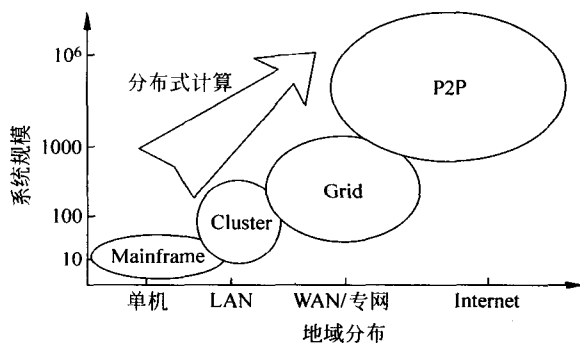 10⁶
分布式计算
P2P
系统规模
1000
Grid
100
Cluster
Mainframe
10
单机
LAN
WAN/专网
Internet
地域分布